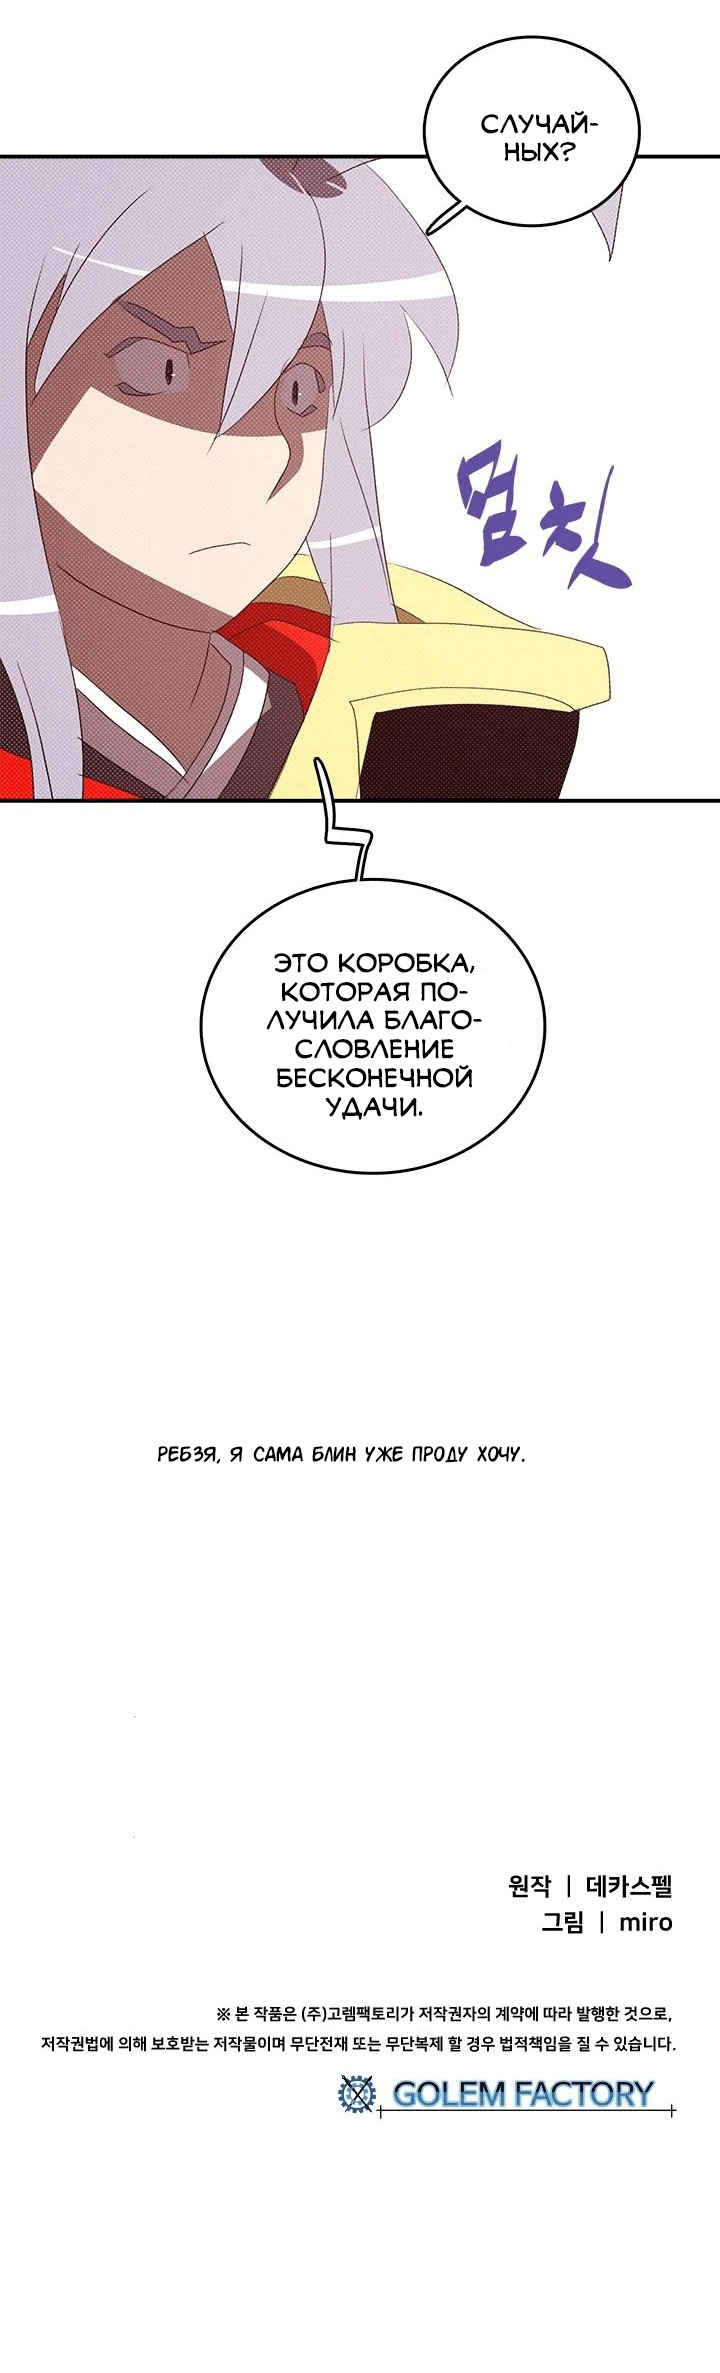 СЛУЧАЙ-
НЫХ?
멈칫
ЭТО КОРОБКА,
КОТОРАЯ ПО-
ЛУЧИЛА БЛАГО-
СЛОВЛЕНИЕ
БЕСКОНЕЧНОЙ
УДАЧИ.
РЕБЗЯ, Я САМА БЛИН УЖЕ ПРОДУ ХОЧУ.
원작 | 데카스펠
그림 | miro
※ 본 작품은 (주)고렘팩토리가 저작권자의 계약에 따라 발행한 것으로,
저작권법에 의해 보호받는 저작물이며 무단전재 또는 무단복제 할 경우 법적책임을 질 수 있습니다.
GOLEM FACTORY